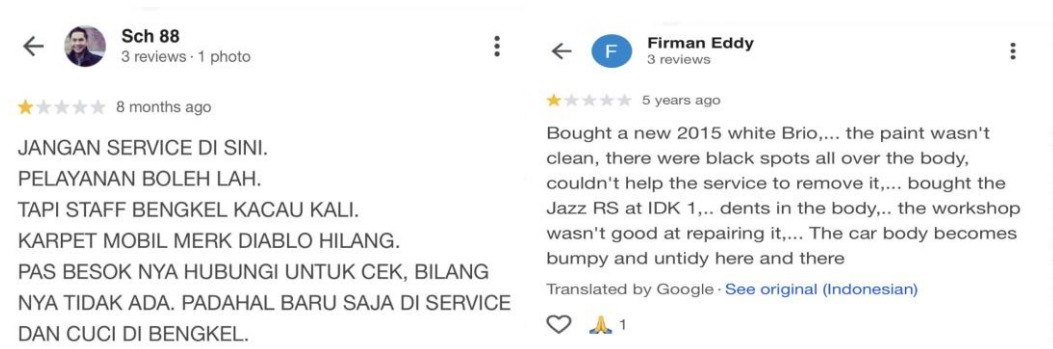 Sch 88
3 reviews · 1 photo
8 months ago
JANGAN SERVICE DI SINI.
PELAYANAN BOLEH LAH.
TAPI STAFF BENGKEL KACAU KALI.
KARPET MOBIL MERK DIABLO HILANG.
PAS BESOK NYA HUBUNGI UNTUK CEK, BILANG
NYA TIDAK ADA. PADAHAL BARU SAJA DI SERVICE
DAN CUCI DI BENGKEL.
F
Firman Eddy
3 reviews
5 years ago
Bought a new 2015 white Brio,... the paint wasn't
clean, there were black spots all over the body,
couldn't help the service to remove it,... bought the
Jazz RS at IDK 1,.. dents in the body,.. the workshop
wasn't good at repairing it,... The car body becomes
bumpy and untidy here and there
Translated by Google · See original (Indonesian)
1